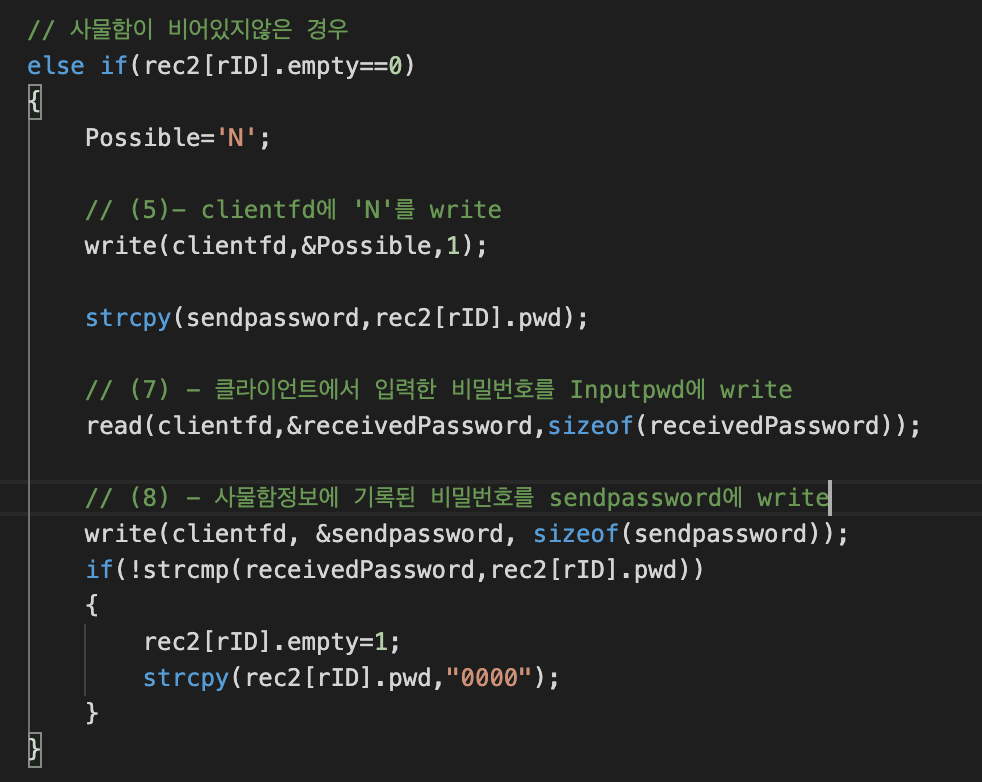 // 사물함이 비어있지않은 경우
else if(rec2[rID].empty==0)
{
Possible='N';
// (5)- clientfd에 'N'를 write
write(clientfd,&Possible,1);
strcpy(sendpassword,rec2[rID].pwd);
// (7) - 클라이언트에서 입력한 비밀번호를 Inputpwd에 write
read(clientfd,&receivedPassword,sizeof(receivedPassword));
// (8) - 사물함정보에 기록된 비밀번호를 sendpassword에 write
write(clientfd, &sendpassword, sizeof(sendpassword));
if(!strcmp(receivedPassword,rec2[rID].pwd))
{
rec2[rID].empty=1;
strcpy(rec2[rID].pwd,"0000");
}
}